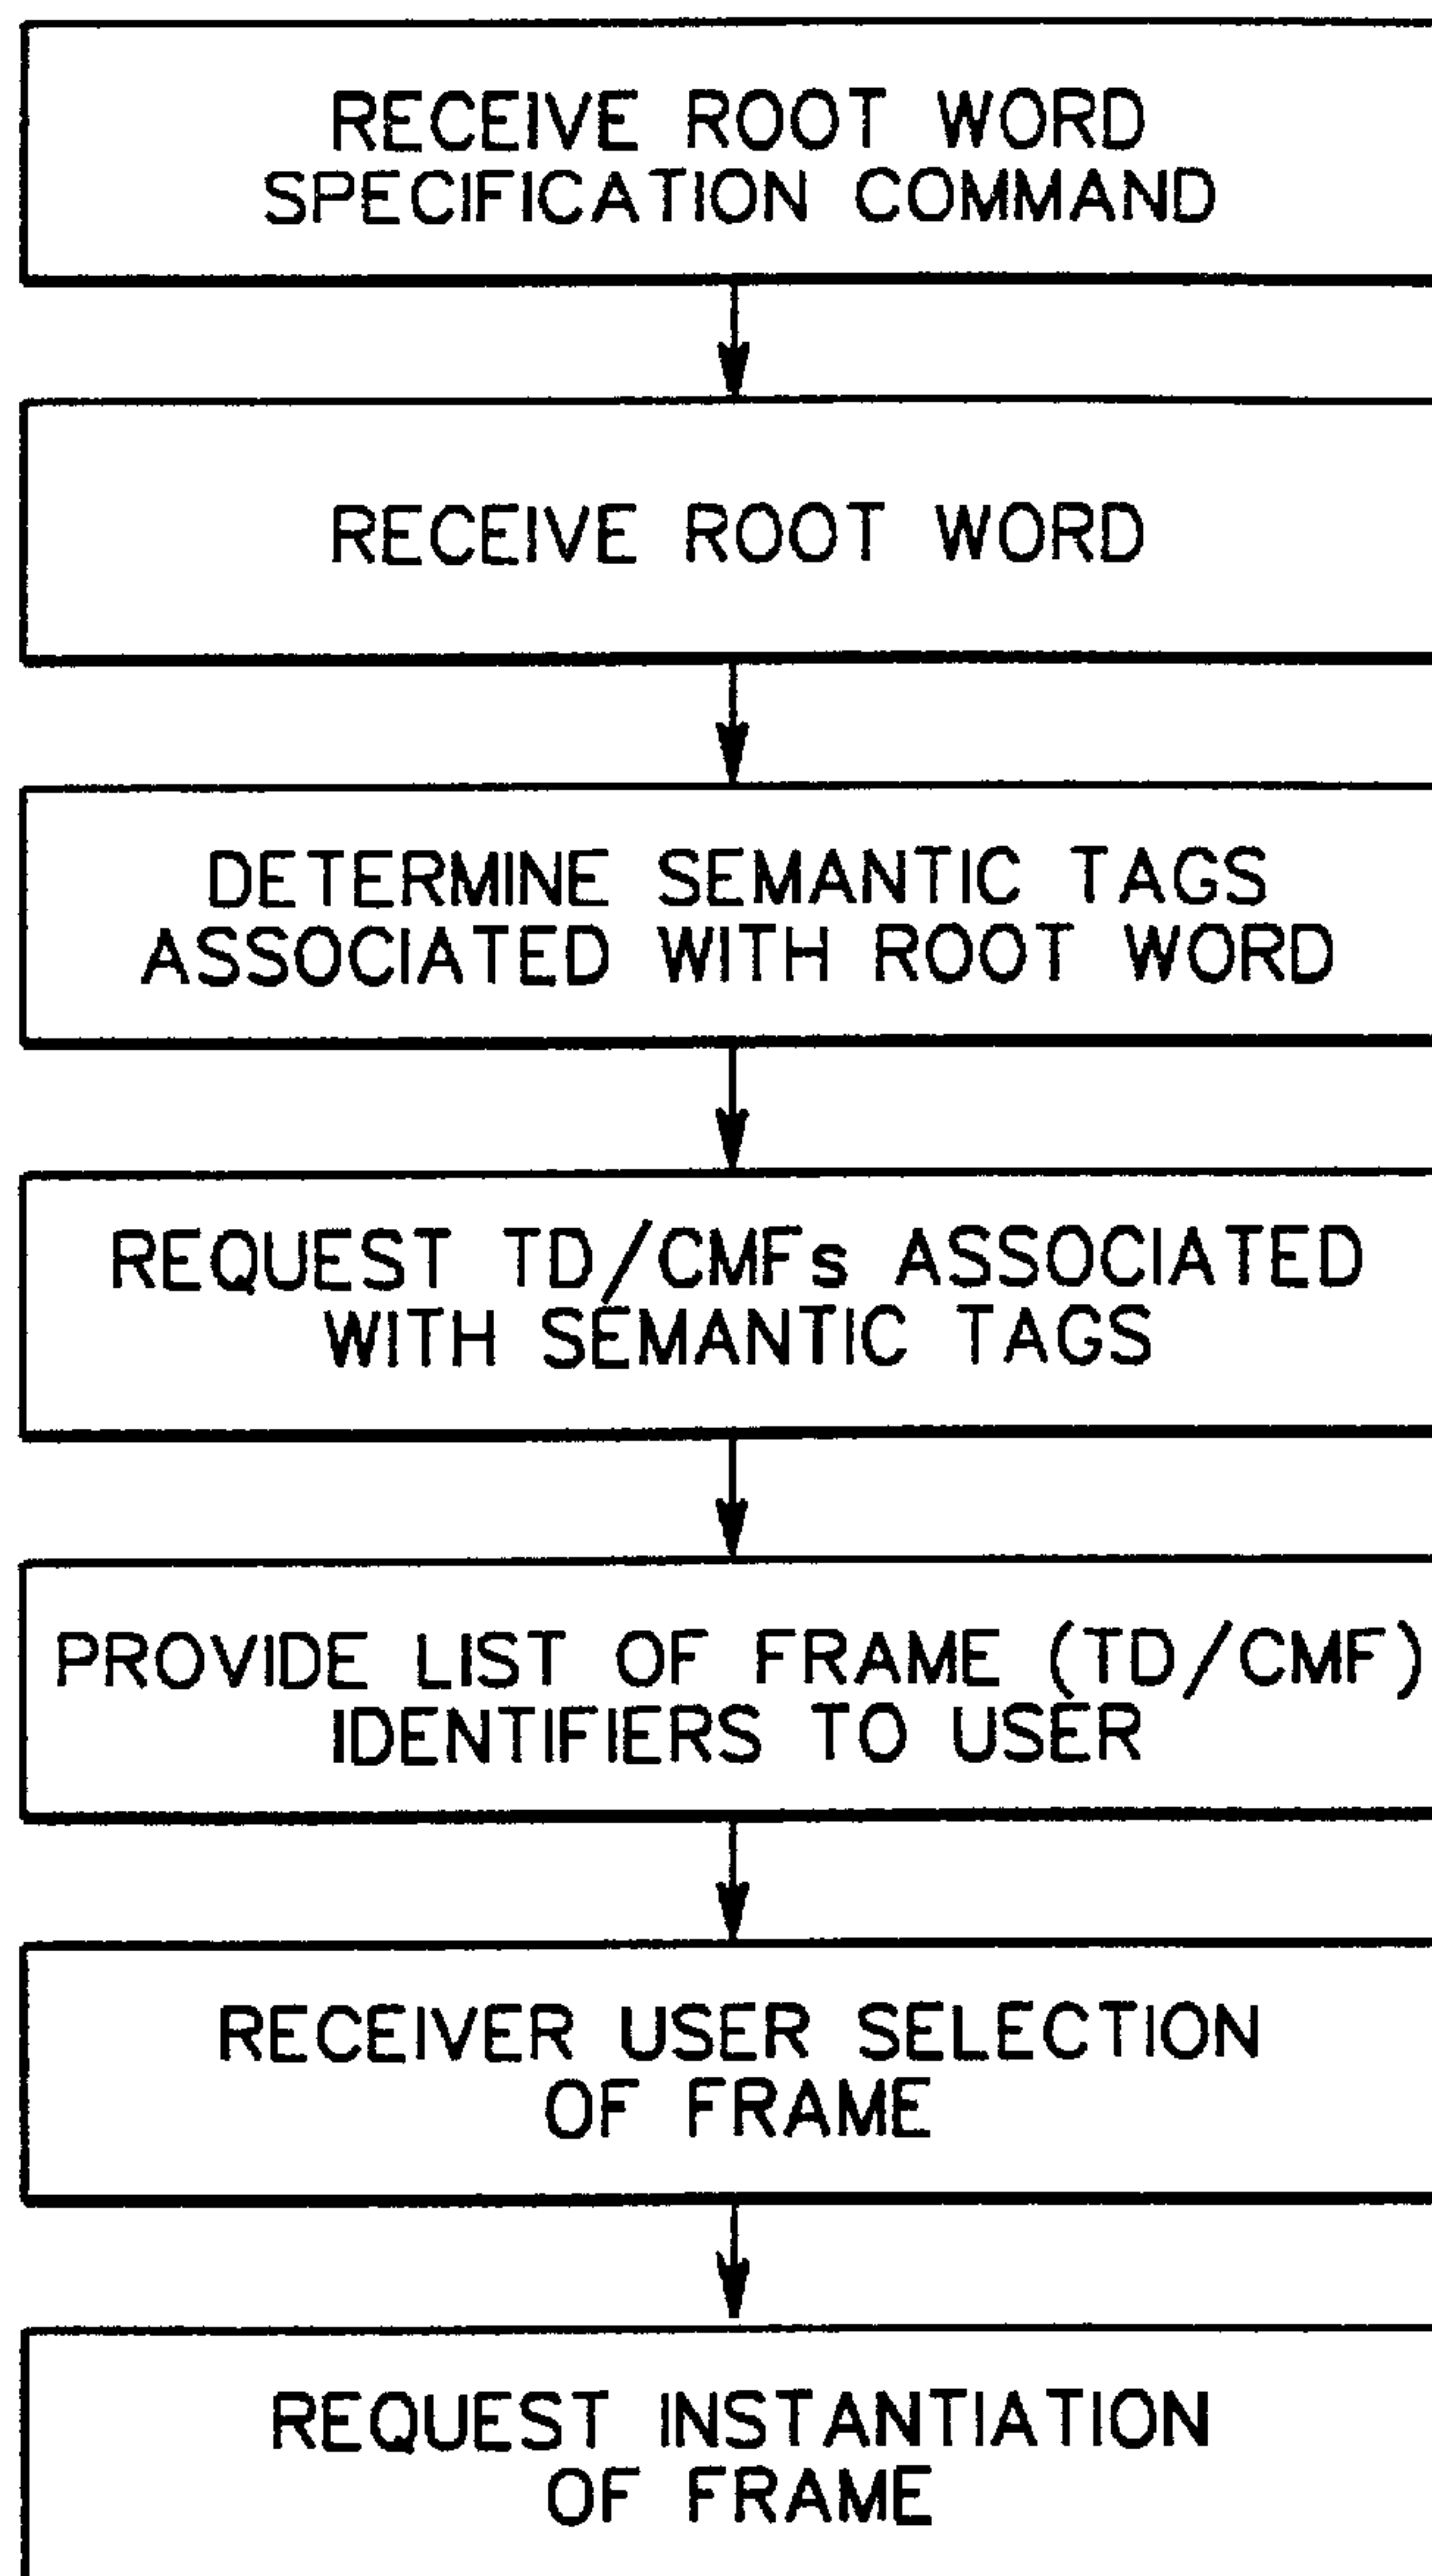 RECEIVE ROOT WORD
SPECIFICATION COMMAND
RECEIVE ROOT WORD
DETERMINE SEMANTIC TAGS
ASSOCIATED WITH ROOT WORD
REQUEST TD/CMFs ASSOCIATED
WITH SEMANTIC TAGS
PROVIDE LIST OF FRAME (TD/CMF)
IDENTIFIERS TO USER
RECEIVER USER SELECTION
OF FRAME
REQUEST INSTANTIATION
OF FRAME